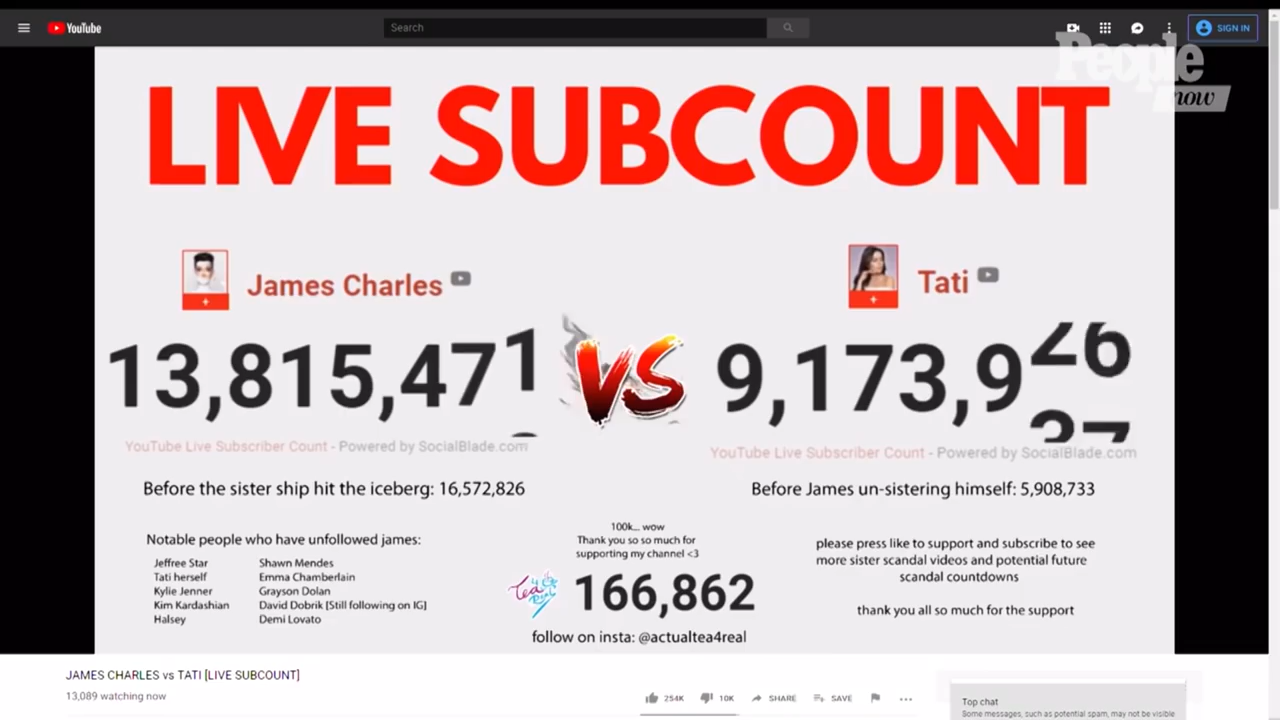 YouTube
Search
SIGN IN
People
now
LIVE SUBCOUNT
James Charles
Tati
13,815,471
VS
9,173,926
37
YouTube Live Subscriber Count - Powered by SocialBlade.com
YouTube Live Subscriber Count - Powered by SocialBlade.com
Before the sister ship hit the iceberg: 16,572,826
Before James un-sistering himself: 5,908,733
Notable people who have unfollowed james:
Jeffree Star Shawn Mendes
Tati herself Emma Chamberlain
Kylie Jenner Grayson Dolan
Kim Kardashian David Dobrik [Still following on IG]
Halsey Demi Lovato
100k... wow
Thank you so so much for
supporting my channel <3
Tea 4 Real
166,862
follow on insta: @actualtea4real
please press like to support and subscribe to see
more sister scandal videos and potential future
scandal countdowns
thank you all so much for the support
JAMES CHARLES vs TATI [LIVE SUBCOUNT]
13,089 watching now
254K 10K SHARE SAVE
Top chat
Some messages, such as potential spam, may not be visible